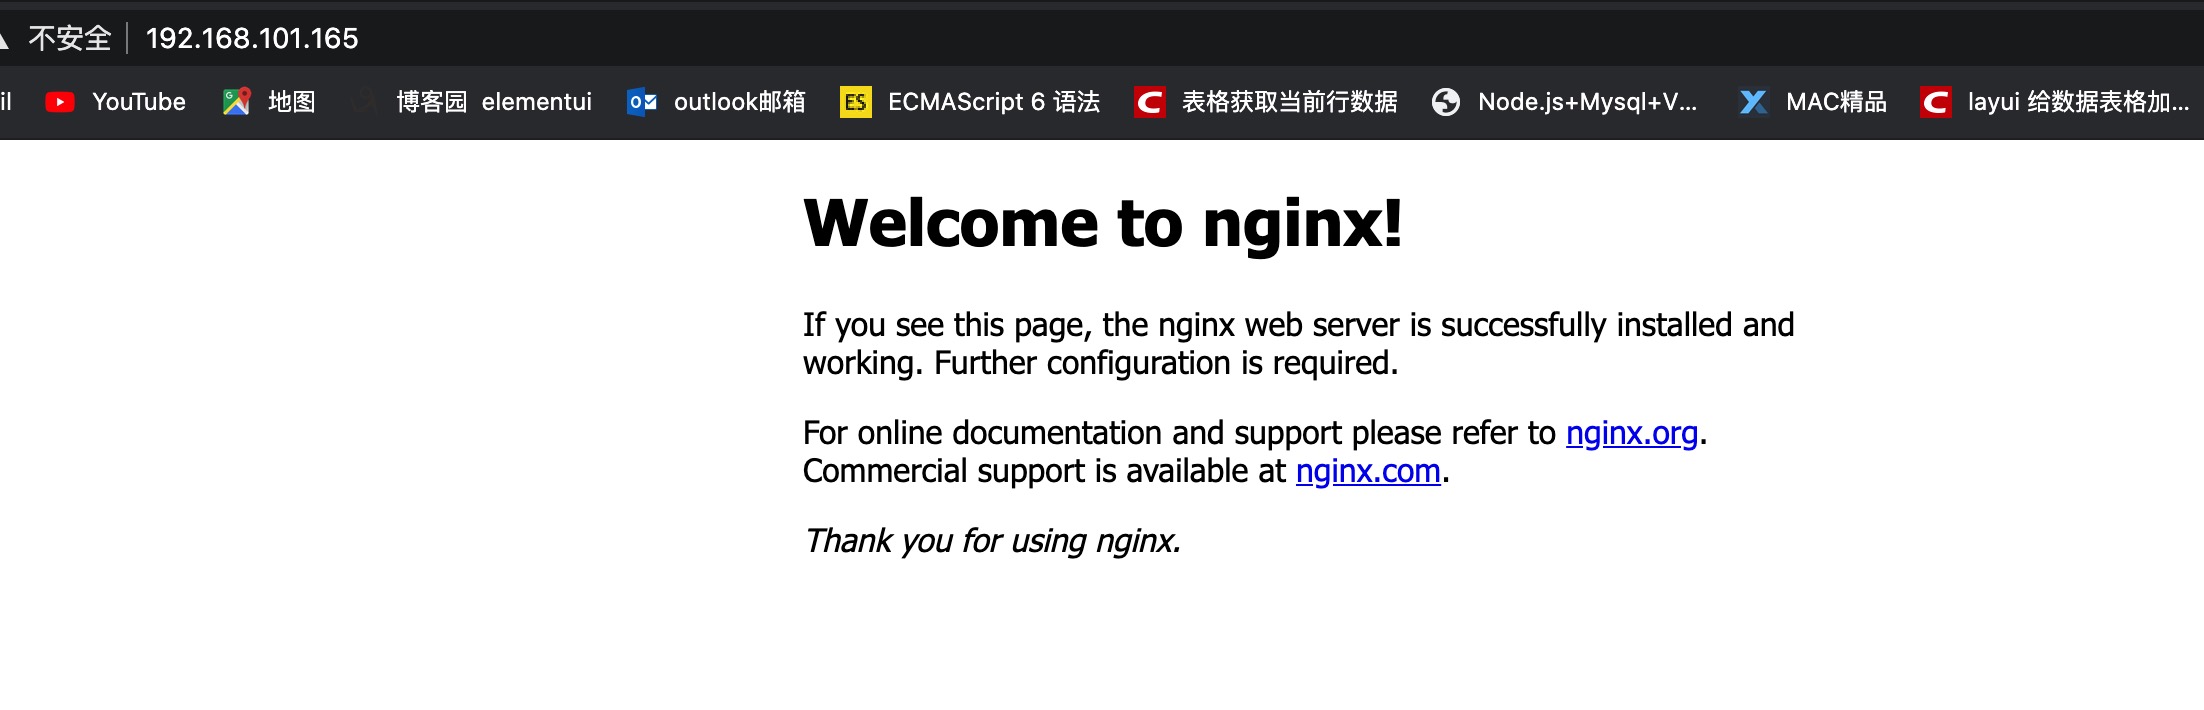 不安全 192.168.101.165
il YouTube 地图 博客园 elementui outlook邮箱 ES ECMAScript 6 语法 表格获取当前行数据 Node.js+Mysql+V... MAC精品 layui 给数据表格加...
Welcome to nginx!
If you see this page, the nginx web server is successfully installed and
working. Further configuration is required.
For online documentation and support please refer to nginx.org.
Commercial support is available at nginx.com.
Thank you for using nginx.